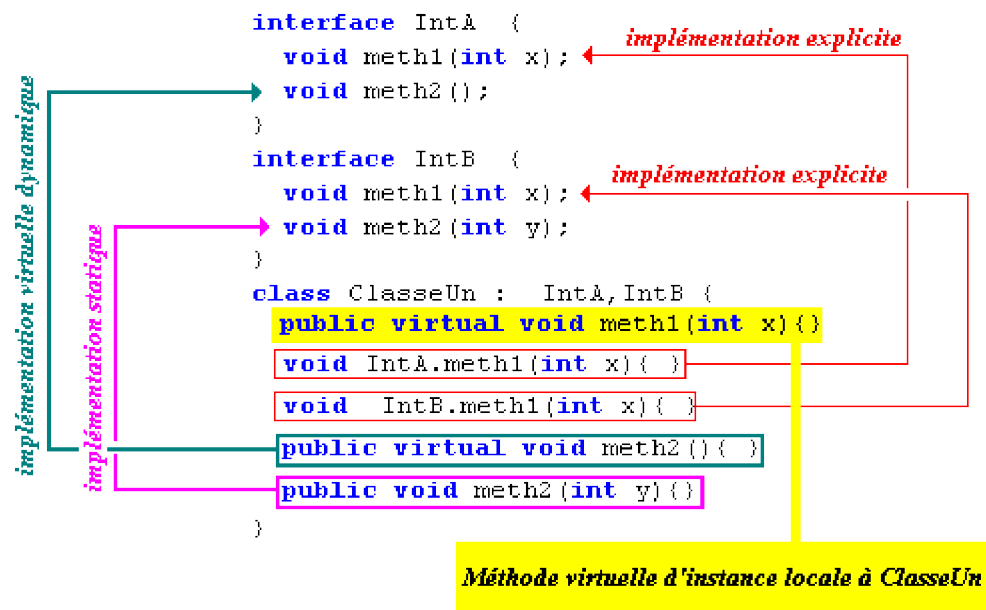 interface IntA {
implémentation explicite
void meth1(int x);
void meth2();
}
interface IntB {
implémentation explicite
void meth1(int x);
void meth2(int y);
}
class ClasseUn : IntA,IntB {
public virtual void meth1(int x){}
void IntA.meth1(int x){ }
void IntB.meth1(int x){ }
public virtual void meth2(){ }
public void meth2(int y){}
}
implémentation virtuelle dynamique
implémentation statique
Méthode virtuelle d'instance locale à ClasseUn